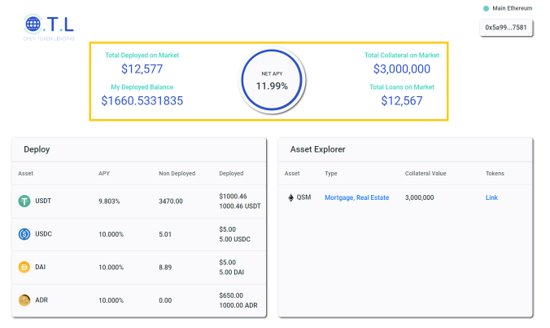 Main Ethereum
0x5a99...7581
O.T.L
OPEN TOKEN LENDING
Total Deployed on Market
$12,577
My Deployed Balance
$1660.5331835
NET APY
11.99%
Total Collateral on Market
$3,000,000
Total Loans on Market
$12,567
Deploy
Asset APY Non Deployed Deployed
USDT 9.803% 3470.00 $1000.46
1000.46 USDT
USDC 10.000% 5.01 $5.00
5.00 USDC
DAI 10.000% 8.89 $5.00
5.00 DAI
ADR 10.000% 0.00 $650.00
1000.00 ADR
Asset Explorer
Asset Type Collateral Value Tokens
QSM Mortgage, Real Estate 3,000,000 Link